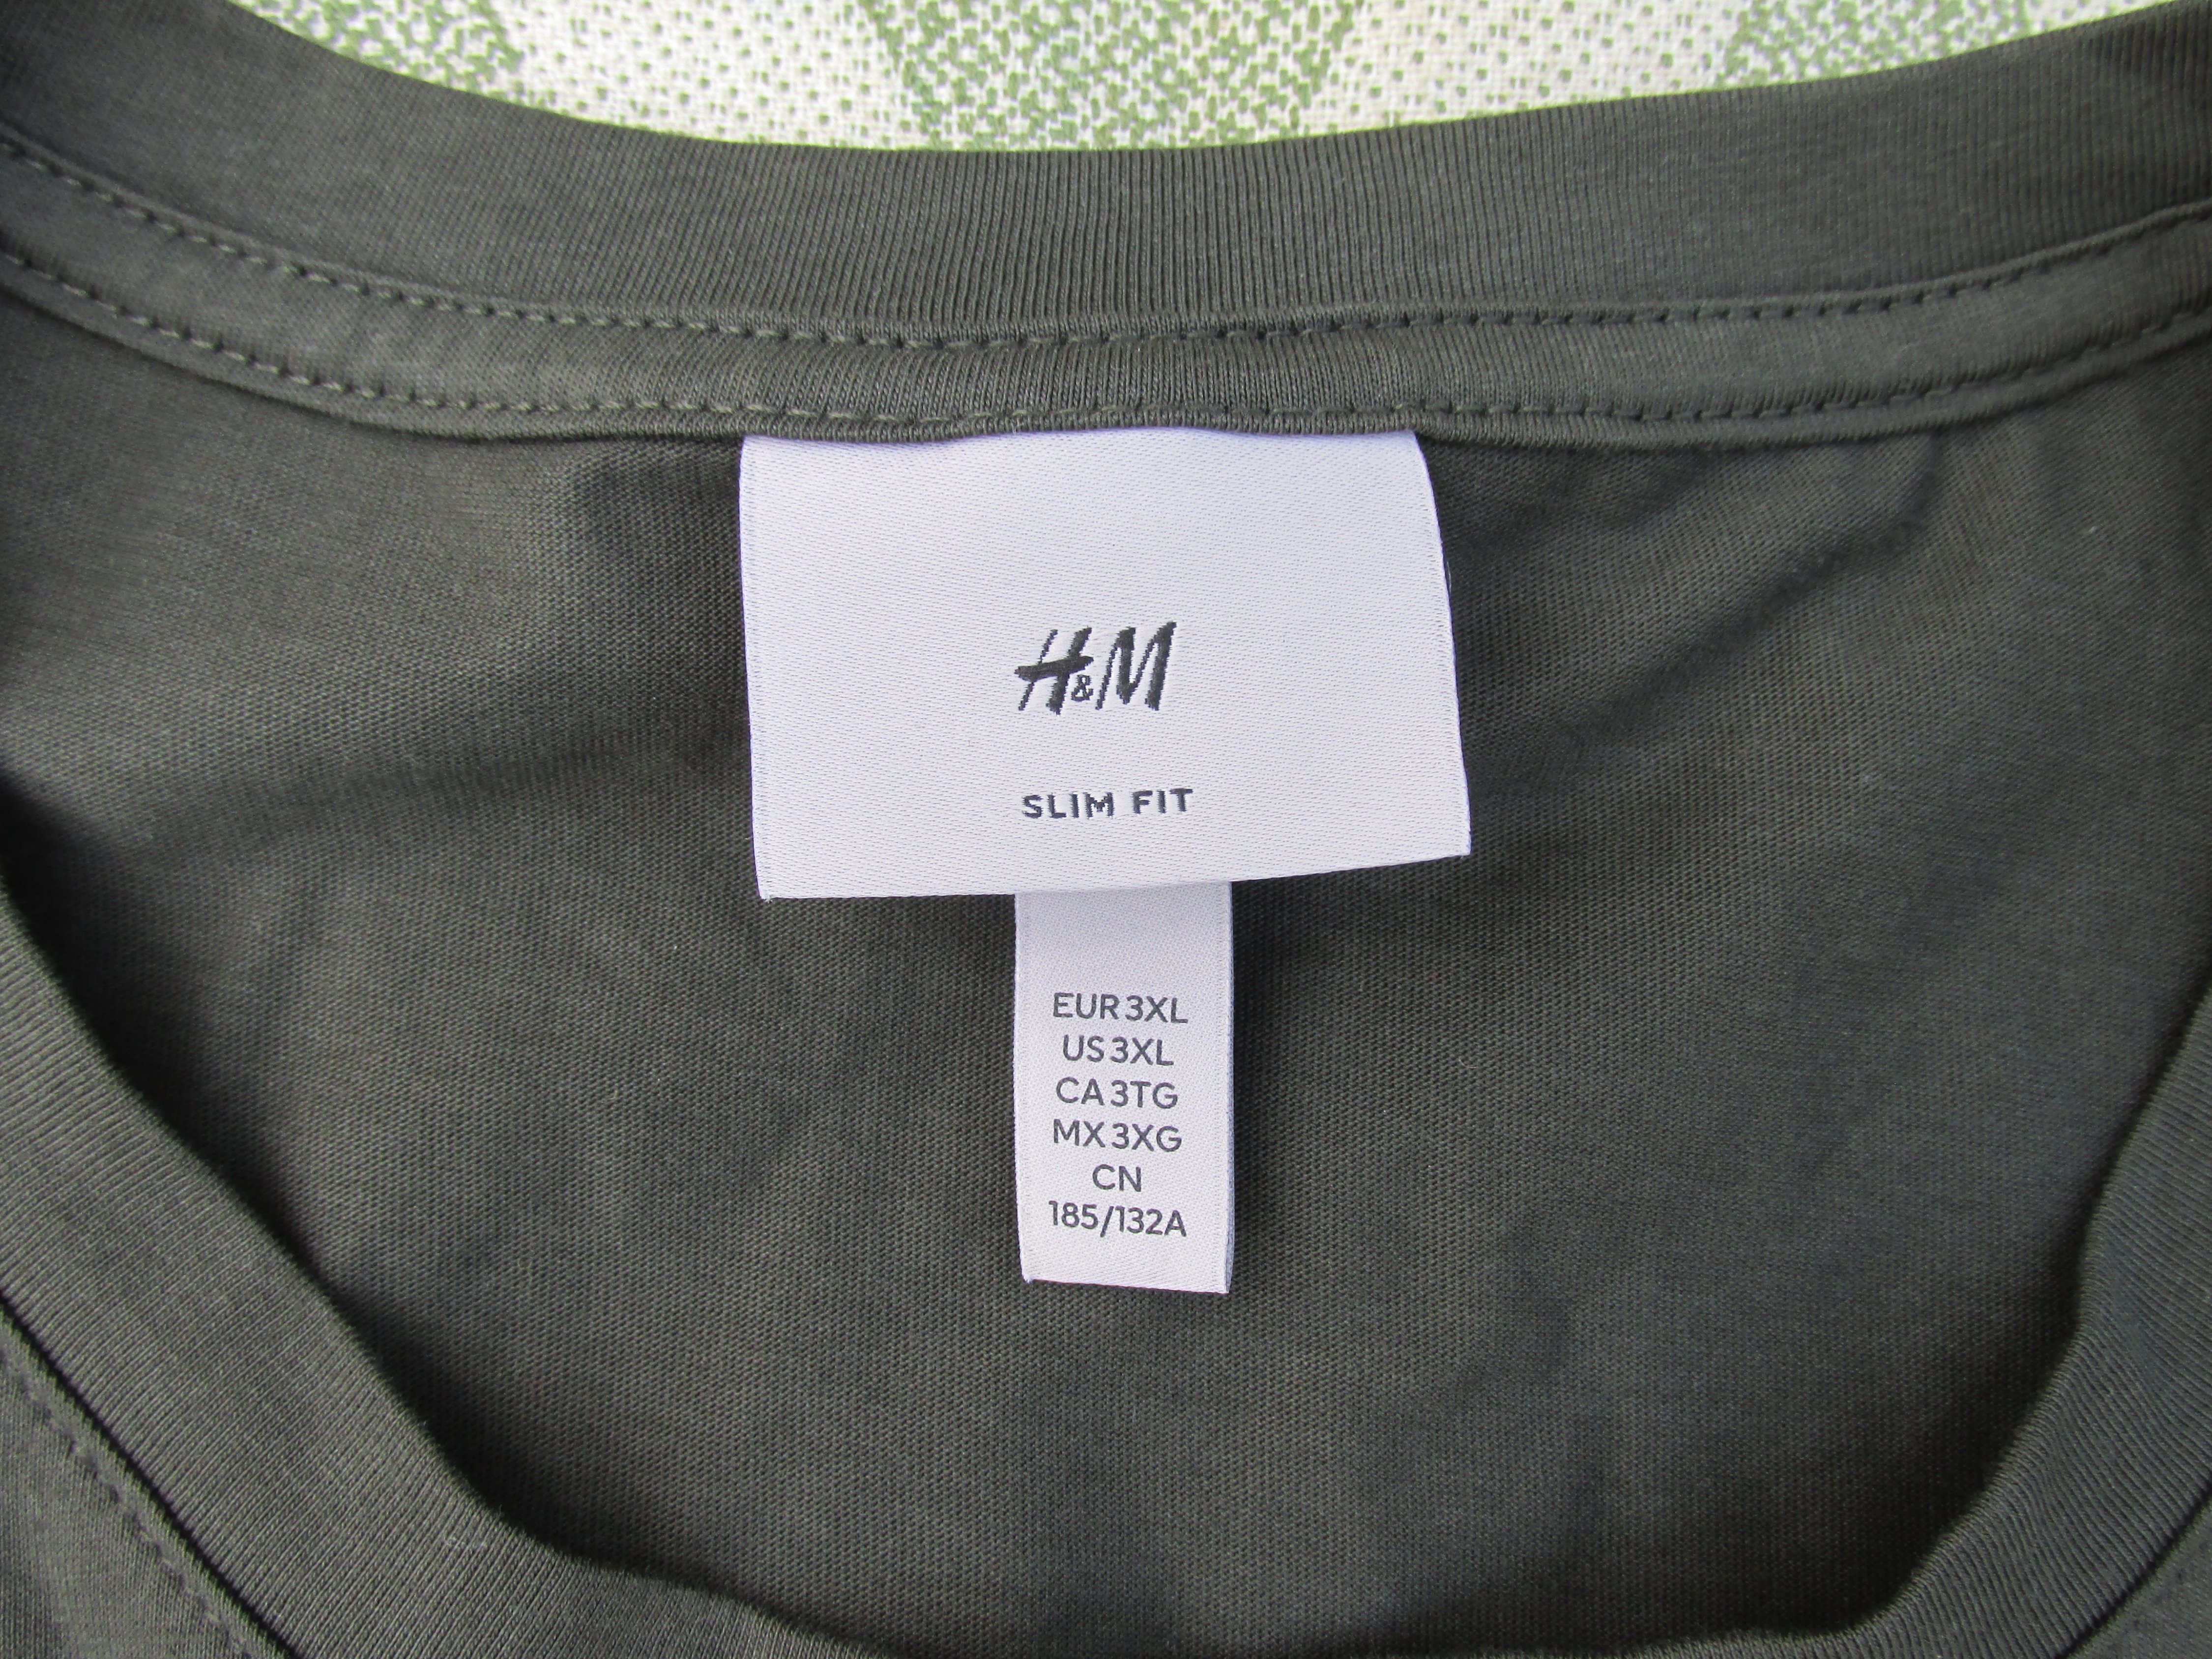 H&M
SLIM FIT
EUR 3XL
US 3XL
CA 3TG
MX 3XG
CN
185/132A